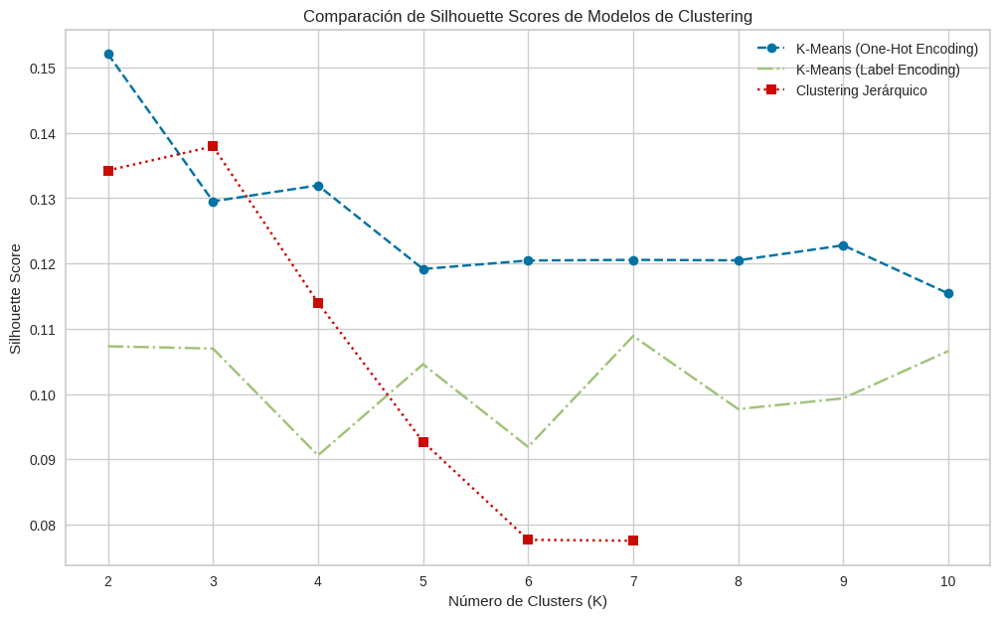 Comparación de Silhouette Scores de Modelos de Clustering
K-Means (One-Hot Encoding)
K-Means (Label Encoding)
Clustering Jerárquico
Silhouette Score
0.15
0.14
0.13
0.12
0.11
0.10
0.09
0.08
2 3 4 5 6 7 8 9 10
Número de Clusters (K)